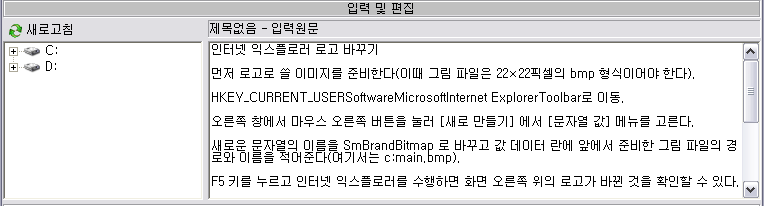 입력 및 편집
새로고침
제목없음 - 입력원문
C:
D:
인터넷 익스플로러 로고 바꾸기
먼저 로고로 쓸 이미지를 준비한다(이때 그림 파일은 22×22픽셀의 bmp 형식이어야 한다).
HKEY_CURRENT_USERSoftwareMicrosoftInternet ExplorerToolbar로 이동.
오른쪽 창에서 마우스 오른쪽 버튼을 눌러 [새로 만들기] 에서 [문자열 값] 메뉴를 고른다.
새로운 문자열의 이름을 SmBrandBitmap 로 바꾸고 값 데이터 란에 앞에서 준비한 그림 파일의 경
로와 이름을 적어준다(여기서는 c:main.bmp).
F5 키를 누르고 인터넷 익스플로러를 수행하면 화면 오른쪽 위의 로고가 바뀐 것을 확인할 수 있다.